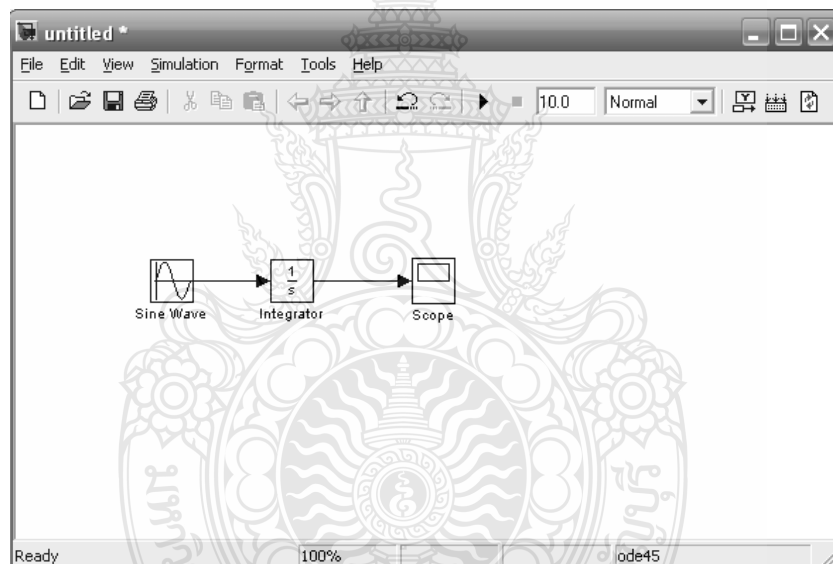 untitled *
File Edit View Simulation Format Tools Help
10.0 Normal
1
s
Sine Wave Integrator Scope
Ready 100% ode45